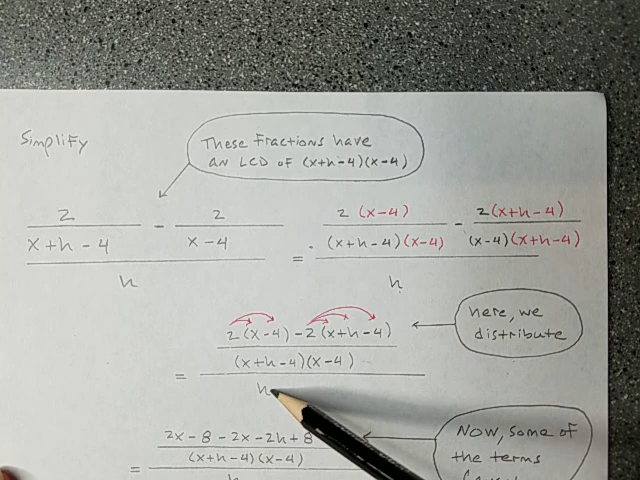 Simplify
These fractions have
an LCD of (x+h-4)(x-4)
2/(x+h-4) - 2/(x-4) = 2(x-4)/((x+h-4)(x-4)) - 2(x+h-4)/((x-4)(x+h-4))
h h
2(x-4)-2(x+h-4)
(x+h-4)(x-4)
=
h
here, we
distribute
2x-8-2x-2h+8
(x+h-4)(x-4)
=
Now, some of
the terms